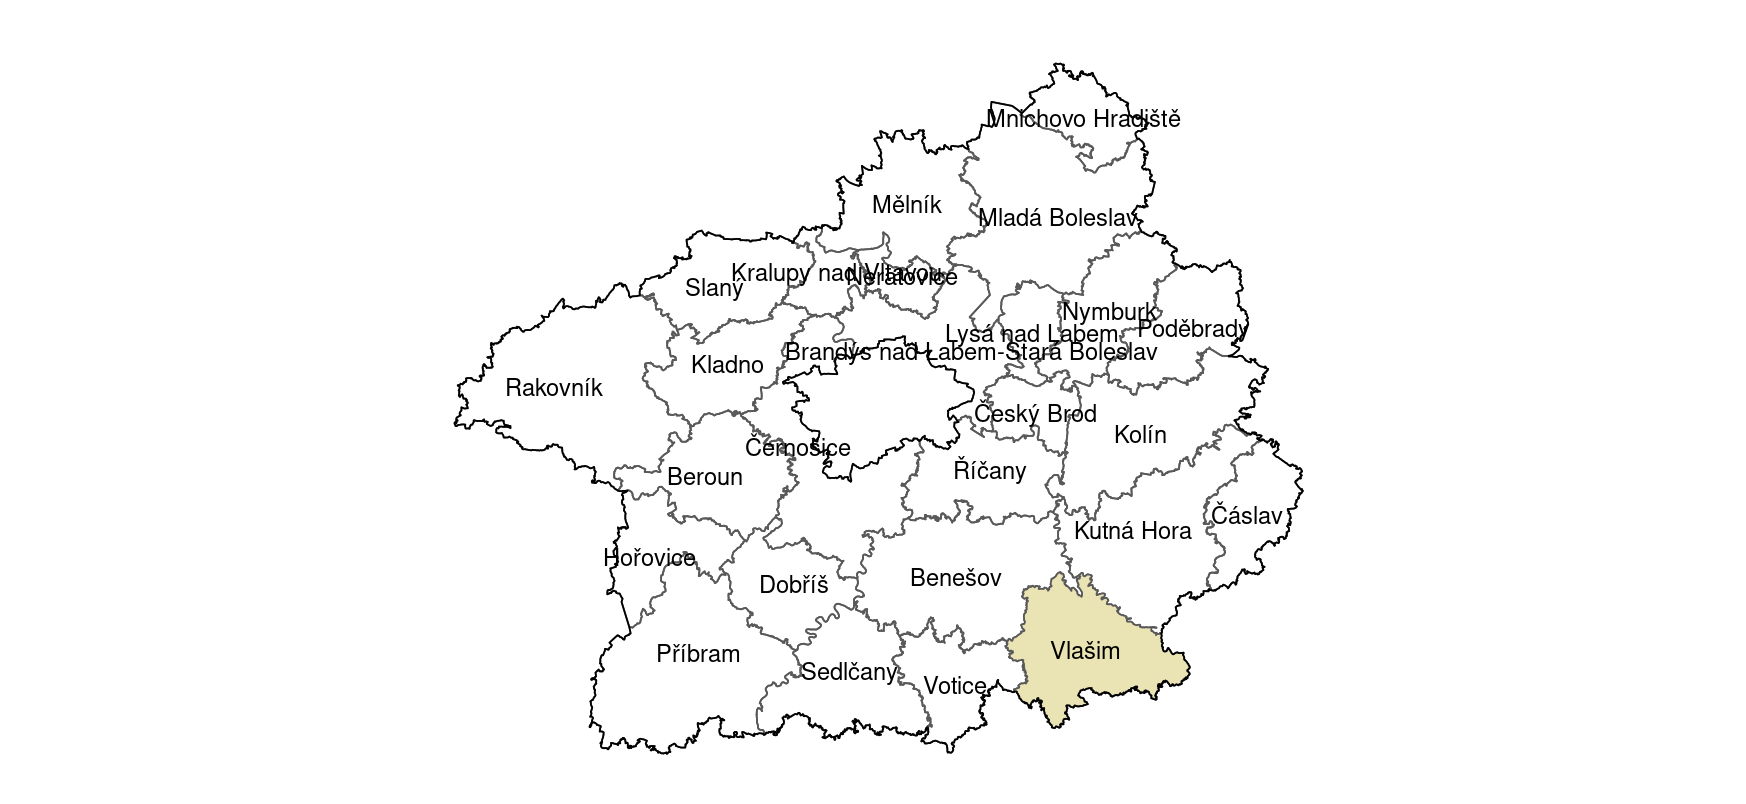 Mnichovo Hradiště
Mělník
Mladá Boleslav
Kralupy nad Vltavou
Neratovice
Slaný
Nymburk
Poděbrady
Lysá nad Labem
Brandýs nad Labem-Stará Boleslav
Kladno
Rakovník
Český Brod
Kolín
Černošice
Říčany
Beroun
Čáslav
Kutná Hora
Hořovice
Benešov
Dobříš
Vlašim
Příbram
Sedlčany
Votice